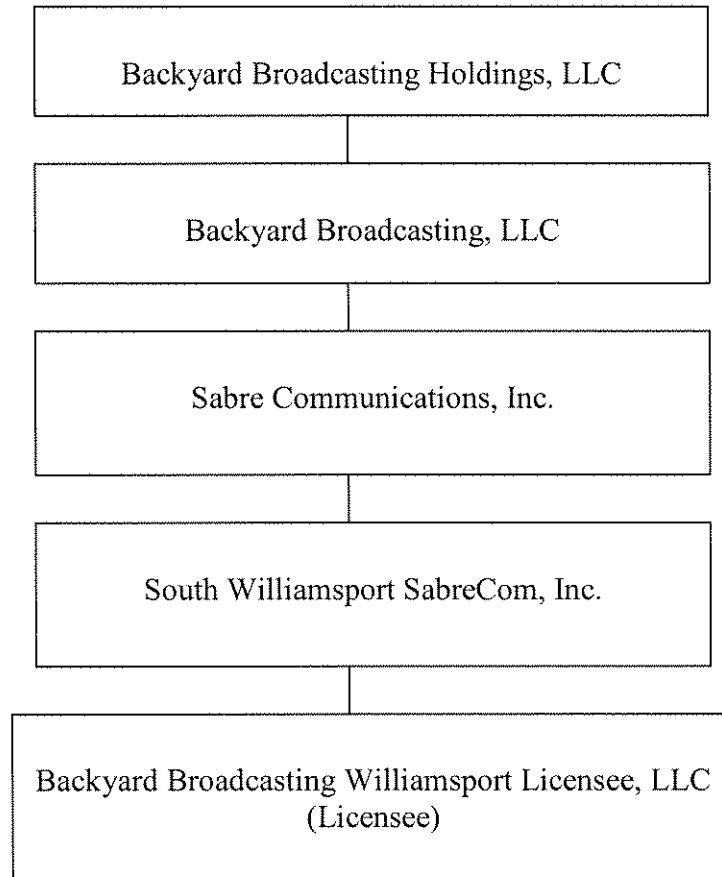 Backyard Broadcasting Holdings, LLC
Backyard Broadcasting, LLC
Sabre Communications, Inc.
South Williamsport SabreCom, Inc.
Backyard Broadcasting Williamsport Licensee, LLC
(Licensee)